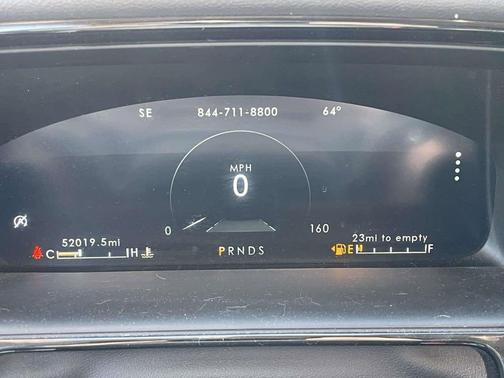 SE 844-711-8800 64°
MPH
0
0 160
52019.5mi 23mi to empty
C H PRNDS E F